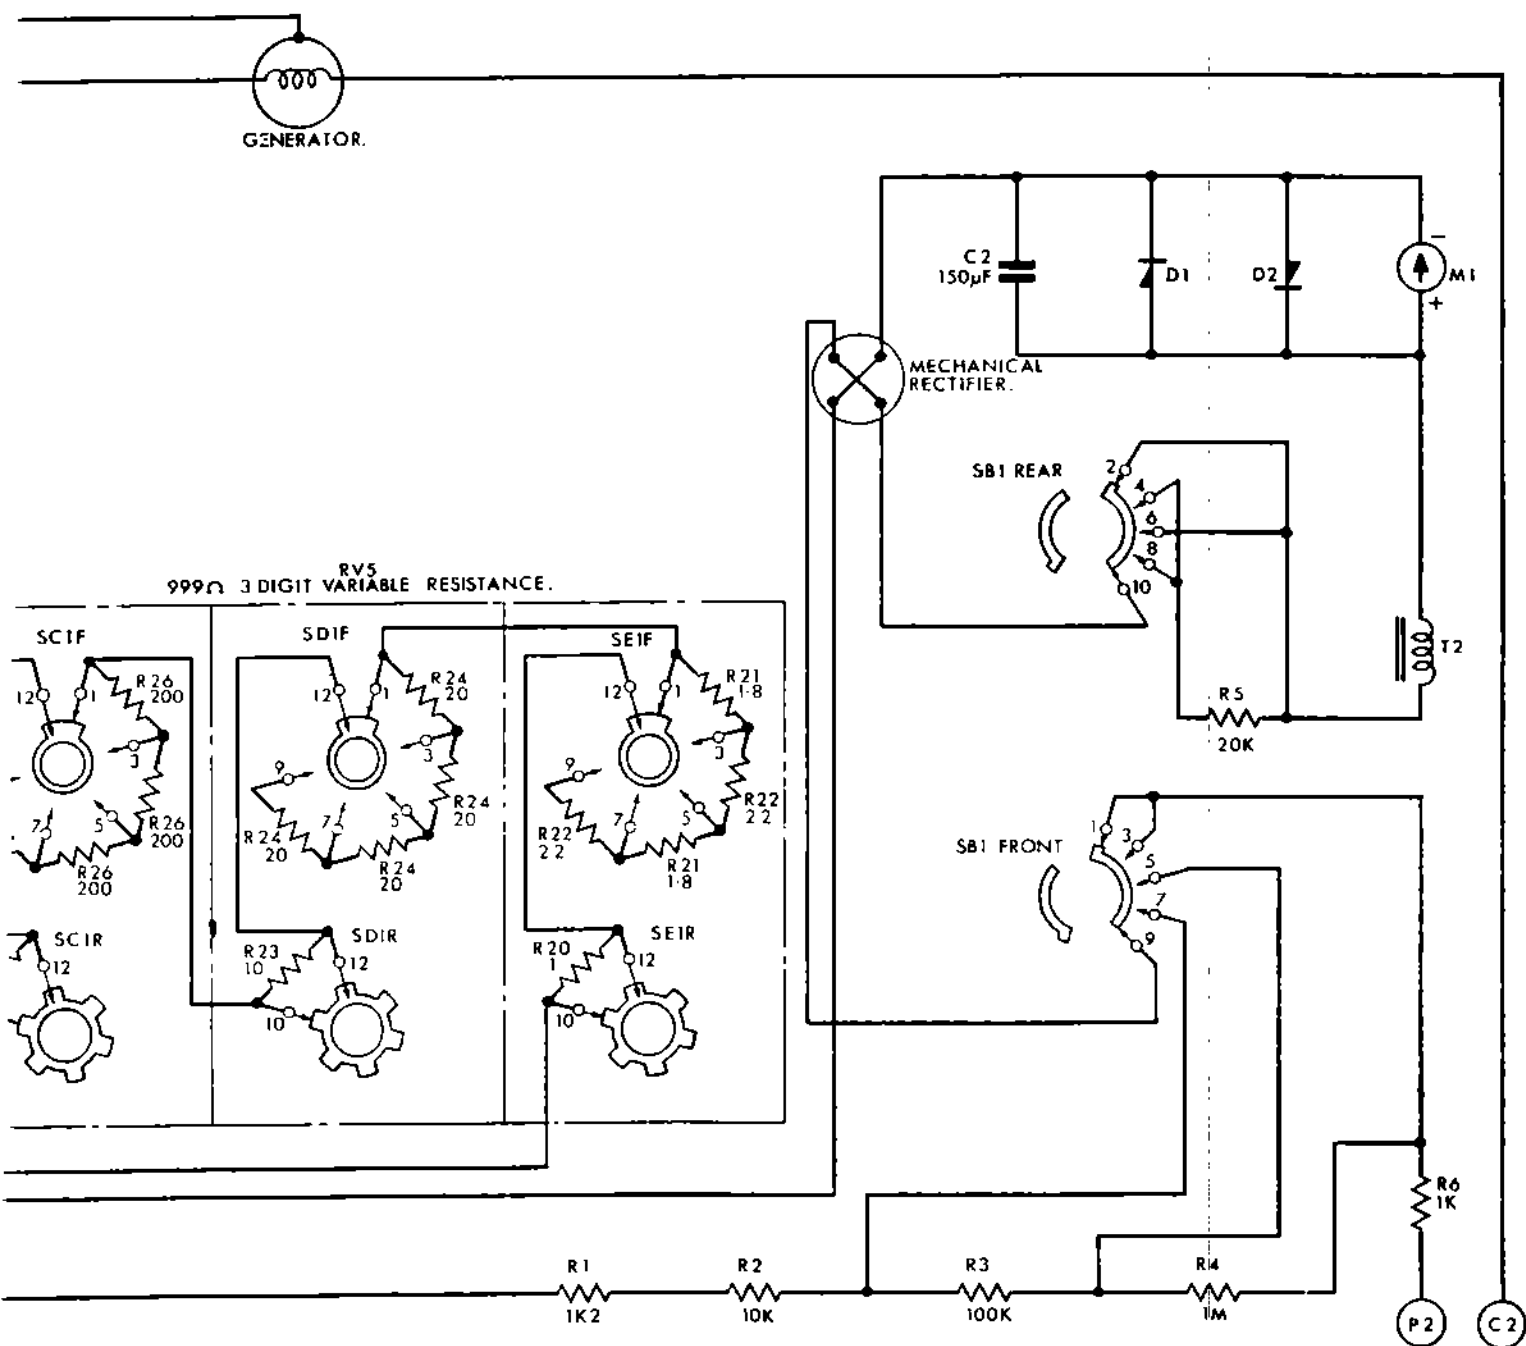 GENERATOR.
C2
150µF
D1
D2
−
M1
+
MECHANICAL
RECTIFIER.
SB1 REAR
2
4
6
8
10
RV5
999Ω 3 DIGIT VARIABLE RESISTANCE.
SC1F
SD1F
SE1F
12
1
R26
200
12
1
R24
20
12
1
R21
1·8
T2
R5
20K
3
3
3
9
9
7
5
R26
200
7
5
R24
20
7
5
R22
22
R26
200
R24
20
R24
20
R22
22
R21
1·8
SB1 FRONT
1
3
5
7
9
SC1R
12
R23
10
SD1R
12
10
R20
1
SE1R
12
10
R6
1K
R1
1K2
R2
10K
R3
100K
R4
1M
P2
C2